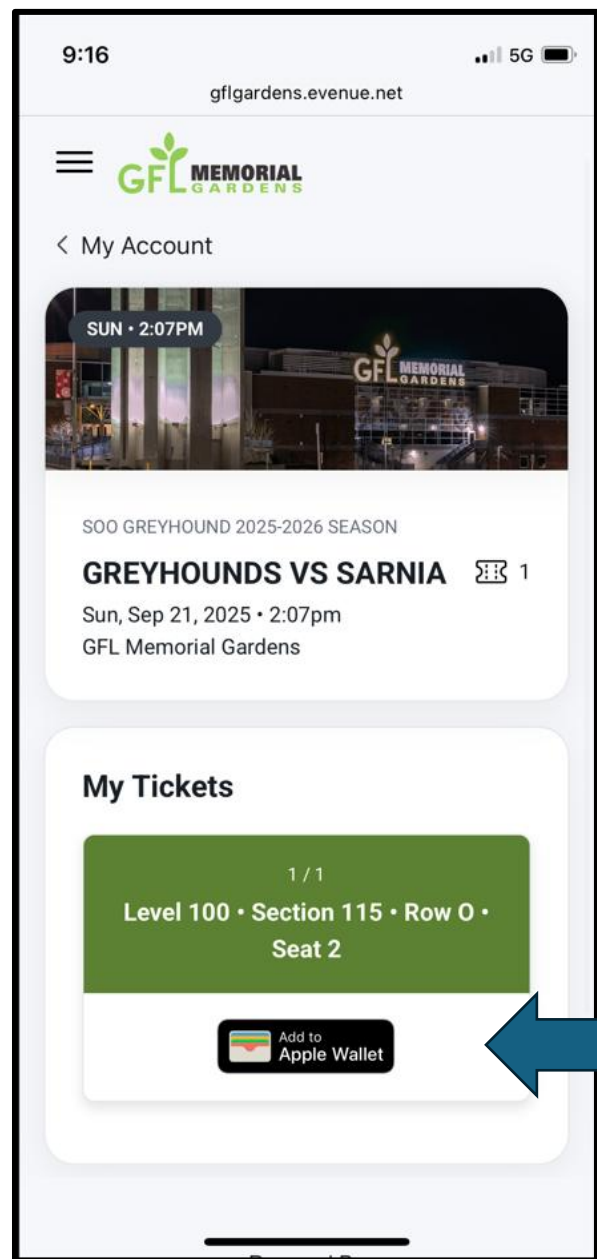 9:16
5G
gflgardens.evenue.net
GFL MEMORIAL
GARDENS
My Account
SUN • 2:07PM
GFL MEMORIAL
GARDENS
SOO GREYHOUND 2025-2026 SEASON
GREYHOUNDS VS SARNIA 1
Sun, Sep 21, 2025 • 2:07pm
GFL Memorial Gardens
My Tickets
1 / 1
Level 100 • Section 115 • Row O •
Seat 2
Add to
Apple Wallet